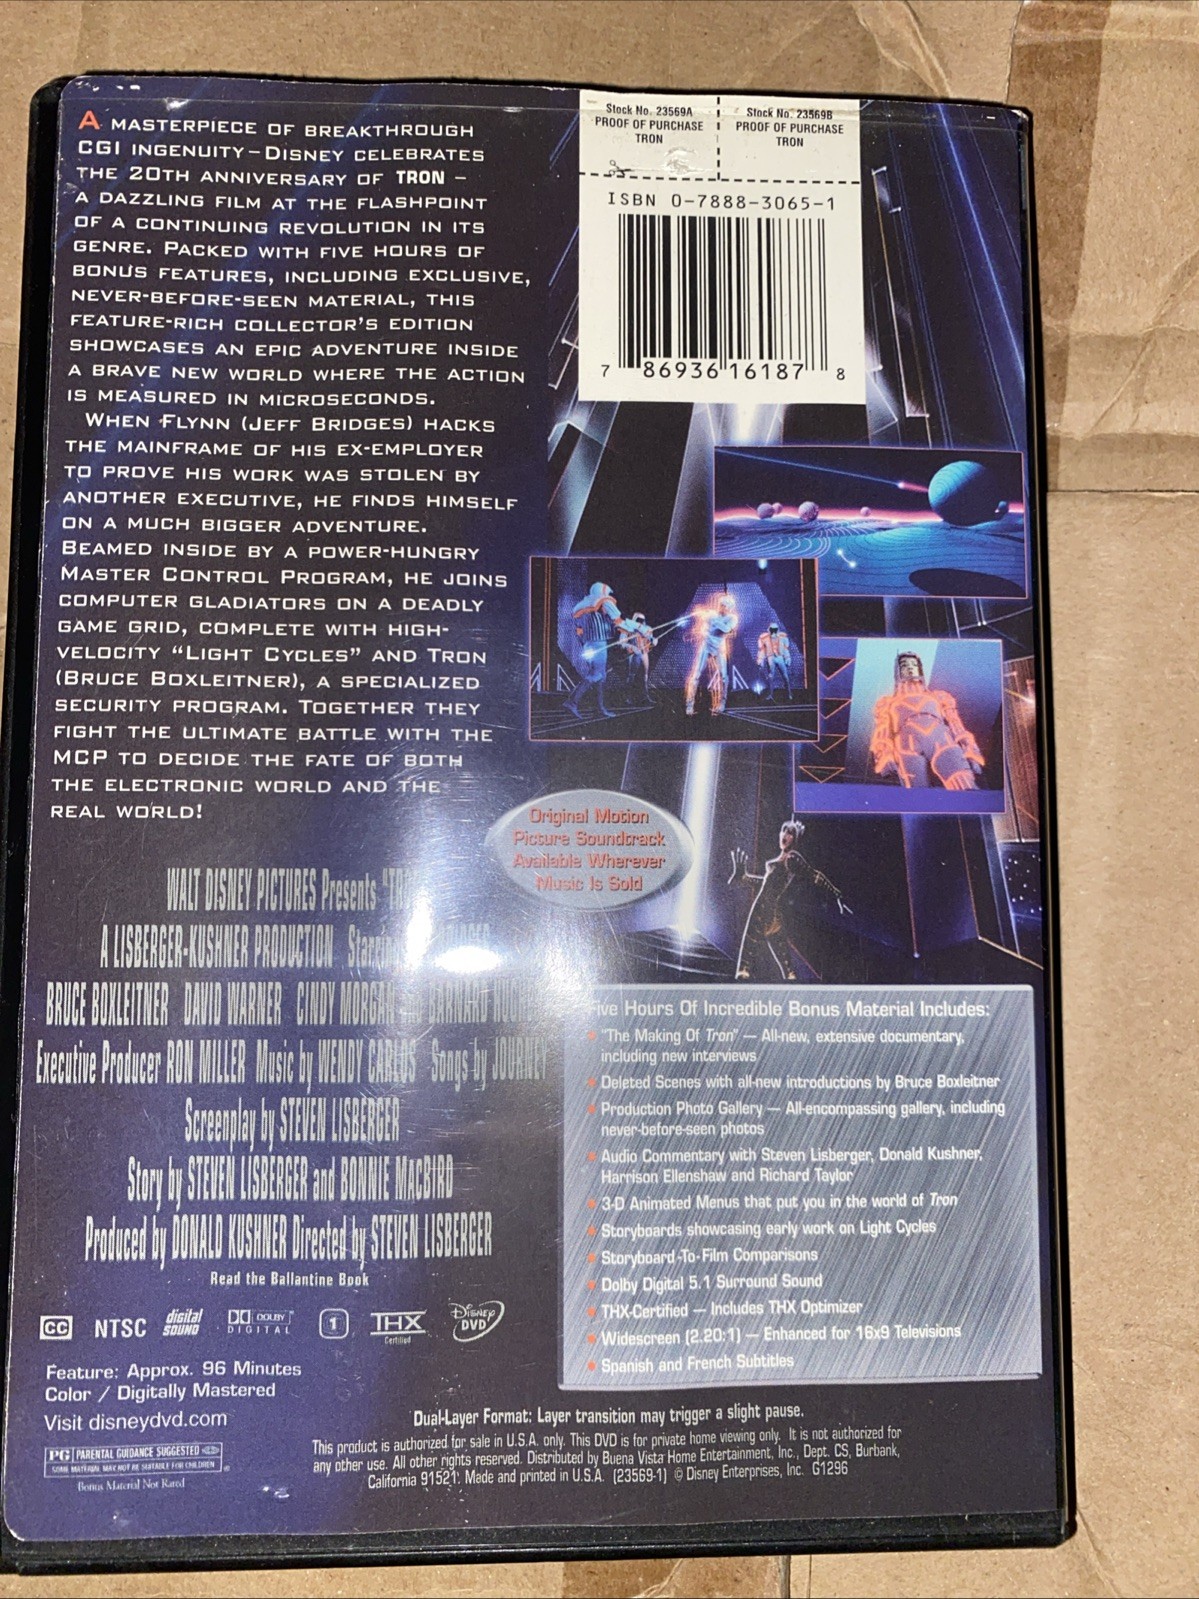 A MASTERPIECE OF BREAKTHROUGH
CGI INGENUITY – DISNEY CELEBRATES
THE 20TH ANNIVERSARY OF TRON –
A DAZZLING FILM AT THE FLASHPOINT
OF A CONTINUING REVOLUTION IN ITS
GENRE. PACKED WITH FIVE HOURS OF
BONUS FEATURES, INCLUDING EXCLUSIVE,
NEVER-BEFORE-SEEN MATERIAL, THIS
FEATURE-RICH COLLECTOR'S EDITION
SHOWCASES AN EPIC ADVENTURE INSIDE
A BRAVE NEW WORLD WHERE THE ACTION
IS MEASURED IN MICROSECONDS.
WHEN FLYNN (JEFF BRIDGES) HACKS
THE MAINFRAME OF HIS EX-EMPLOYER
TO PROVE HIS WORK WAS STOLEN BY
ANOTHER EXECUTIVE, HE FINDS HIMSELF
ON A MUCH BIGGER ADVENTURE.
BEAMED INSIDE BY A POWER-HUNGRY
MASTER CONTROL PROGRAM, HE JOINS
COMPUTER GLADIATORS ON A DEADLY
GAME GRID, COMPLETE WITH HIGH-
VELOCITY "LIGHT CYCLES" AND TRON
(BRUCE BOXLEITNER), A SPECIALIZED
SECURITY PROGRAM. TOGETHER THEY
FIGHT THE ULTIMATE BATTLE WITH THE
MCP TO DECIDE THE FATE OF BOTH
THE ELECTRONIC WORLD AND THE
REAL WORLD!
Stock No. 23569A
PROOF OF PURCHASE
TRON
Stock No. 23569B
PROOF OF PURCHASE
TRON
ISBN 0-7888-3065-1
7 86936 16187 8
Original Motion
Picture Soundtrack
Available Wherever
Music Is Sold
WALT DISNEY PICTURES Presents
A LISBERGER-KUSHNER PRODUCTION
BRUCE BOXLEITNER DAVID WARNER CINDY MORGAN BARNARD
Executive Producer RON MILLER Music by WENDY CARLOS Songs by JOURNEY
Screenplay by STEVEN LISBERGER
Story by STEVEN LISBERGER and BONNIE MACBIRD
Produced by DONALD KUSHNER Directed by STEVEN LISBERGER
Read the Ballantine Book
CC NTSC digital SOUND DOLBY DIGITAL 1 THX Certified DISNEY DVD
Feature: Approx. 96 Minutes
Color / Digitally Mastered
Visit disneydvd.com
PG PARENTAL GUIDANCE SUGGESTED
SOME MATERIAL MAY NOT BE SUITABLE FOR CHILDREN
Bonus Material Not Rated
Five Hours Of Incredible Bonus Material Includes:
"The Making Of Tron" — All-new, extensive documentary,
including new interviews
Deleted Scenes with all-new introductions by Bruce Boxleitner
Production Photo Gallery — All-encompassing gallery, including
never-before-seen photos
Audio Commentary with Steven Lisberger, Donald Kushner,
Harrison Ellenshaw and Richard Taylor
3-D Animated Menus that put you in the world of Tron
Storyboards showcasing early work on Light Cycles
Storyboard-To-Film Comparisons
Dolby Digital 5.1 Surround Sound
THX-Certified — Includes THX Optimizer
Widescreen (2.20:1) — Enhanced for 16x9 Televisions
Spanish and French Subtitles
Dual-Layer Format: Layer transition may trigger a slight pause.
This product is authorized for sale in U.S.A. only. This DVD is for private home viewing only. It is not authorized for
any other use. All other rights reserved. Distributed by Buena Vista Home Entertainment, Inc., Dept. CS, Burbank,
California 91521. Made and printed in U.S.A. (23569-1) © Disney Enterprises, Inc. G1296